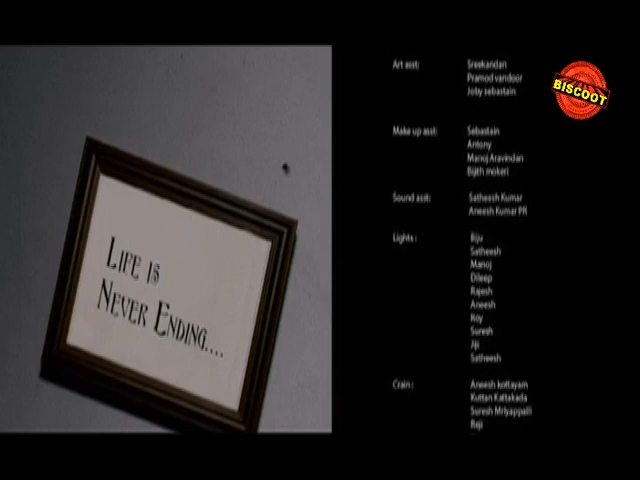 Life is
Never Ending....
Art asst: Sreekandan
Pramod vandoor
Joby sebastain
BISCOOT
Make up asst: Sebastain
Antony
Manoj Aravindan
Bijith mokeri
Sound asit: Satheesh Kumar
Aneesh Kumar PR
Lights : Biju
Satheesh
Manoj
Dileep
Rajesh
Aneesh
Roy
Suresh
Jiji
Satheesh
Crain : Aneesh kottayam
Kuttan Kattakada
Suresh Mriyappalli
Reji